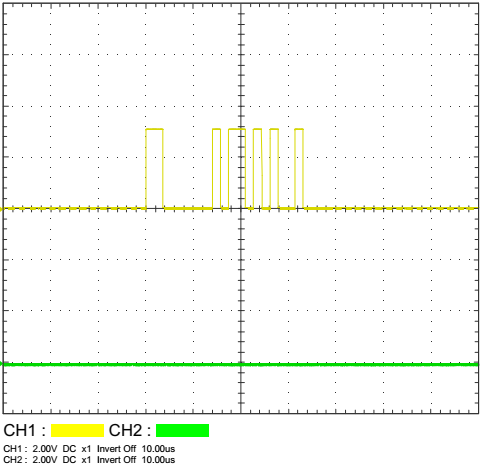 CH1 : CH2 :
CH1 : 2.00V DC x1 Invert Off 10.00us
CH2 : 2.00V DC x1 Invert Off 10.00us